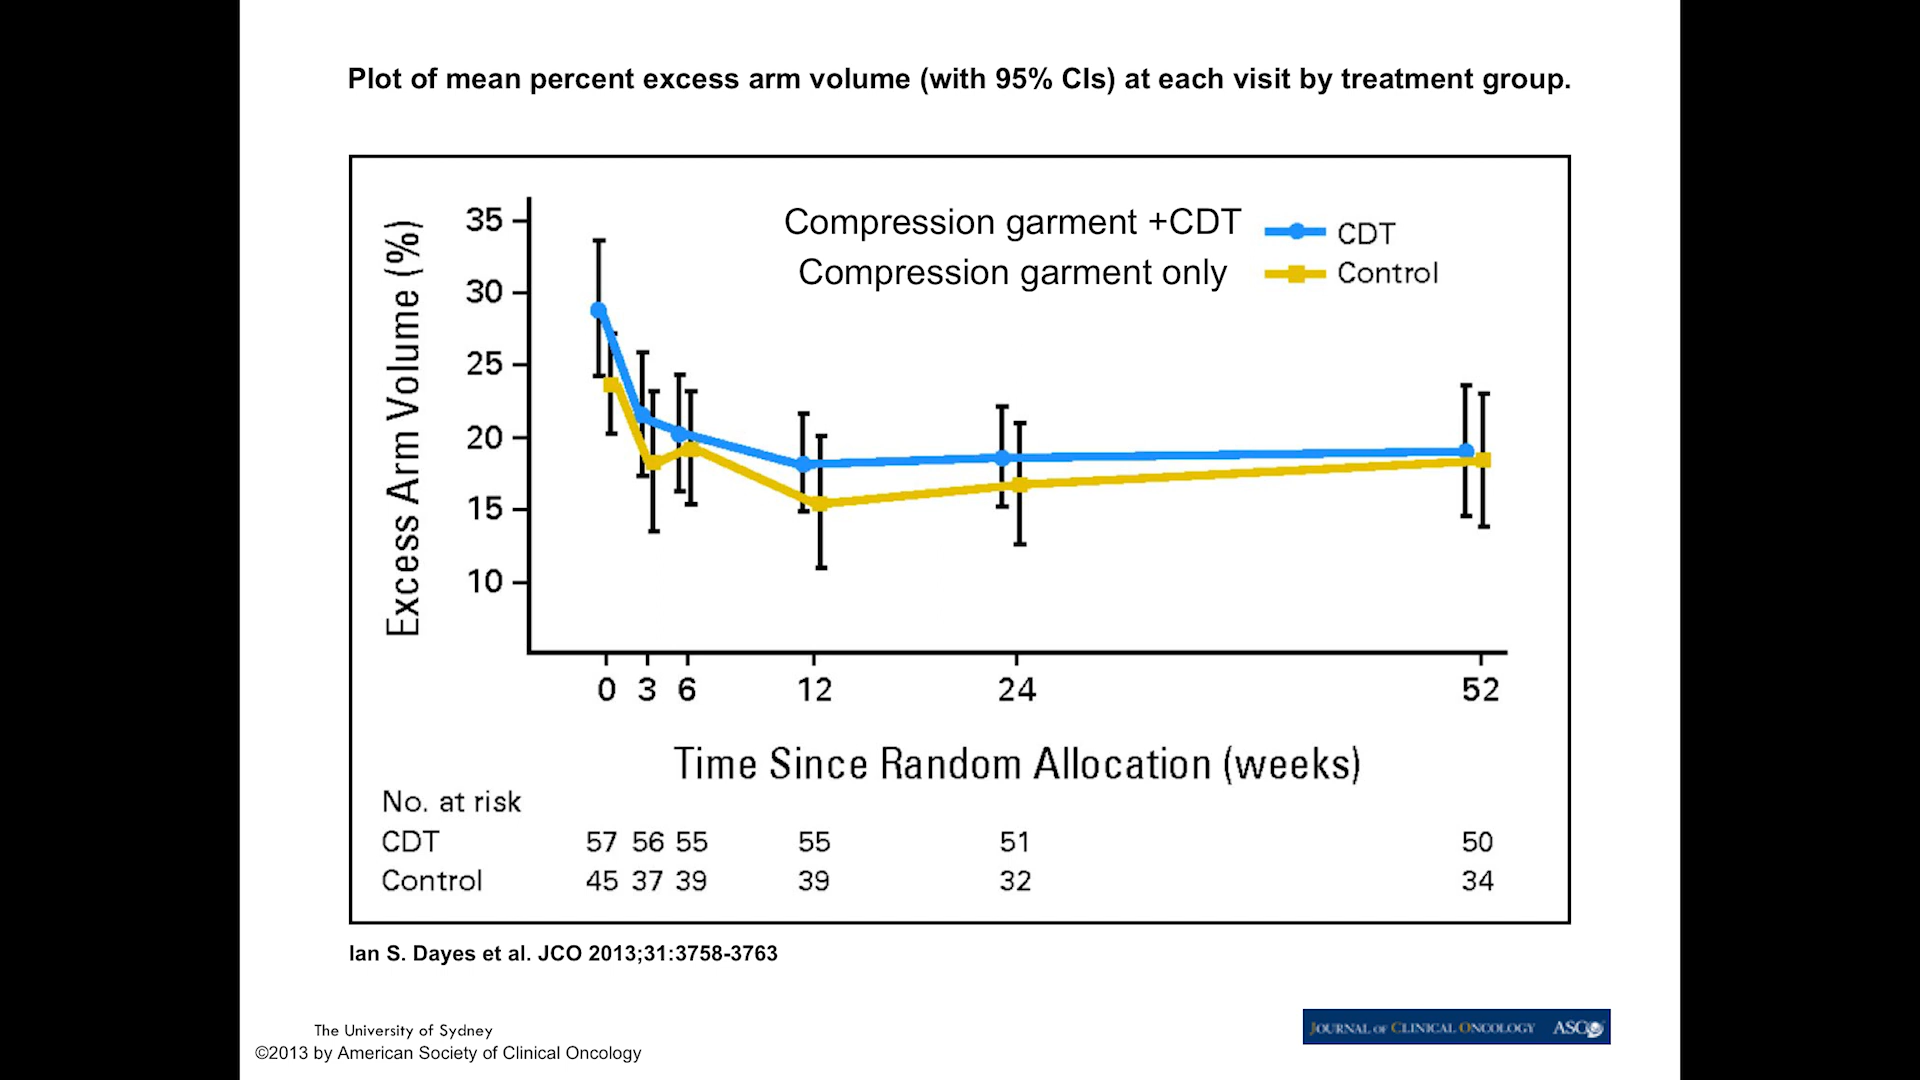 Plot of mean percent excess arm volume (with 95% CIs) at each visit by treatment group.
Excess Arm Volume (%)
35
30
25
20
15
10
Compression garment +CDT
CDT
Compression garment only
Control
0 3 6 12 24 52
Time Since Random Allocation (weeks)
No. at risk
CDT 57 56 55 55 51 50
Control 45 37 39 39 32 34
Ian S. Dayes et al. JCO 2013;31:3758-3763
The University of Sydney
©2013 by American Society of Clinical Oncology
JOURNAL OF CLINICAL ONCOLOGY ASCO